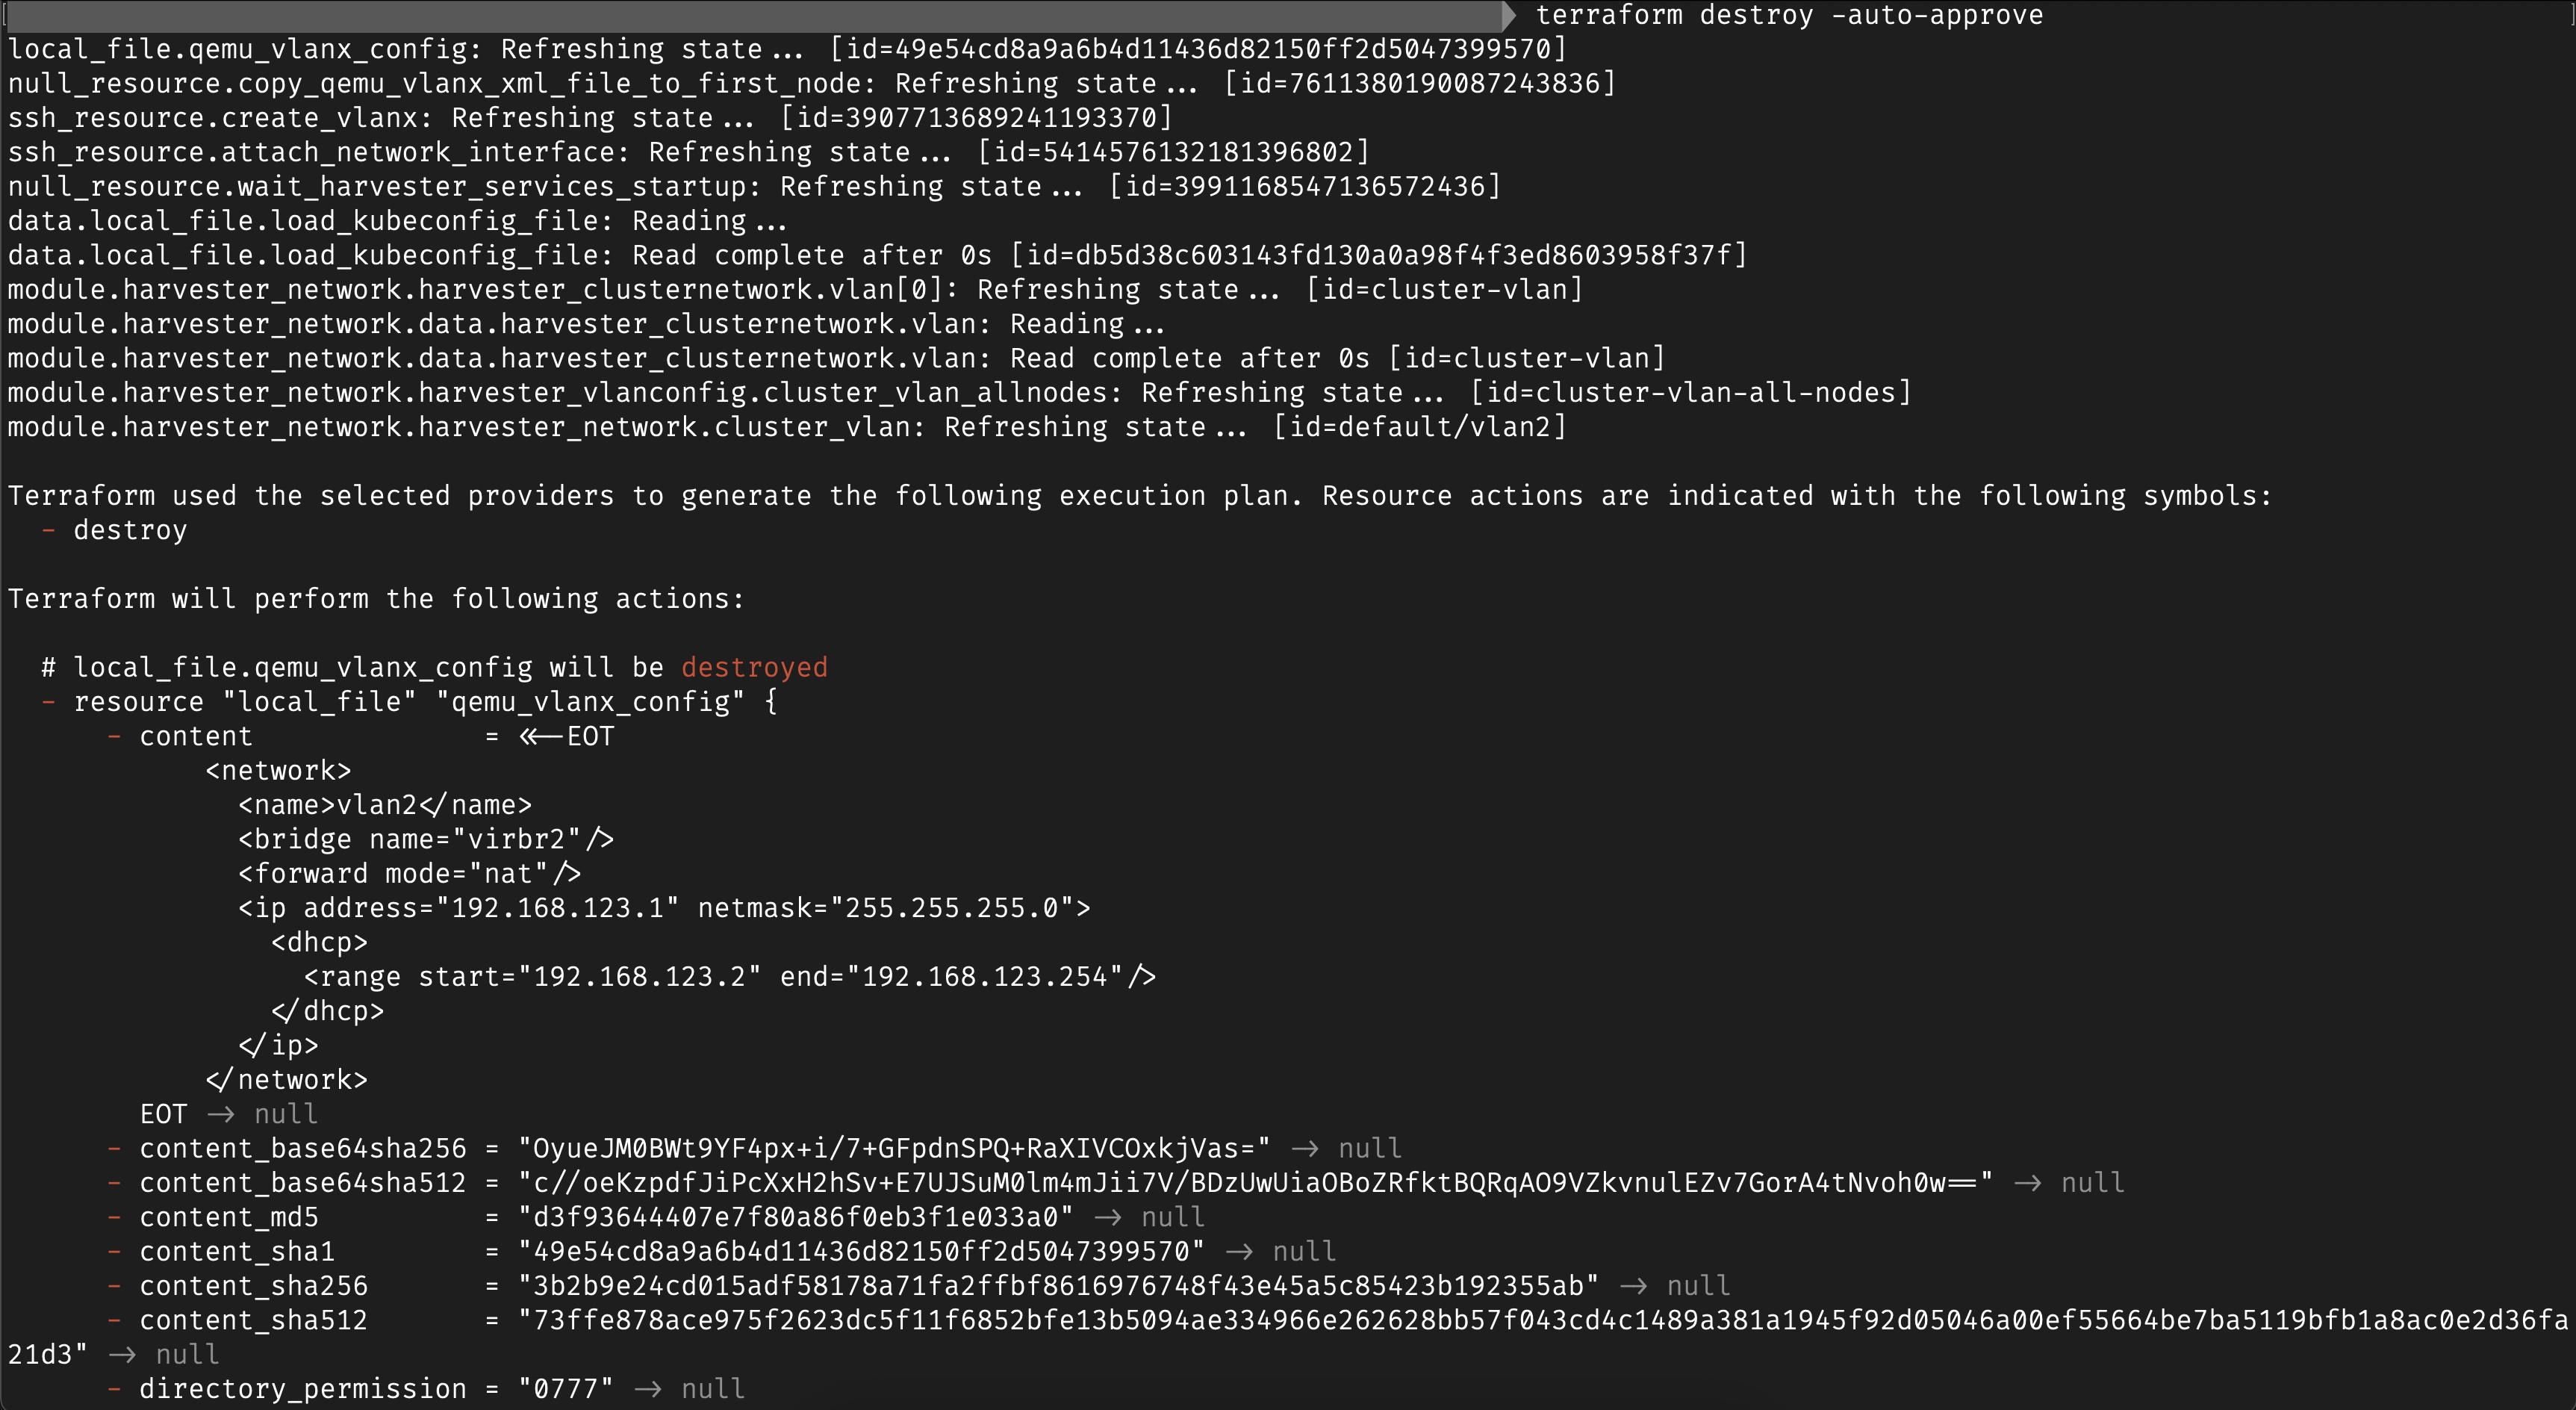 terraform destroy -auto-approve
local_file.qemu_vlanx_config: Refreshing state... [id=49e54cd8a9a6b4d11436d82150ff2d5047399570]
null_resource.copy_qemu_vlanx_xml_file_to_first_node: Refreshing state... [id=7611380190087243836]
ssh_resource.create_vlanx: Refreshing state... [id=3907713689241193370]
ssh_resource.attach_network_interface: Refreshing state... [id=5414576132181396802]
null_resource.wait_harvester_services_startup: Refreshing state... [id=3991168547136572436]
data.local_file.load_kubeconfig_file: Reading...
data.local_file.load_kubeconfig_file: Read complete after 0s [id=db5d38c603143fd130a0a98f4f3ed8603958f37f]
module.harvester_network.harvester_clusternetwork.vlan[0]: Refreshing state... [id=cluster-vlan]
module.harvester_network.data.harvester_clusternetwork.vlan: Reading...
module.harvester_network.data.harvester_clusternetwork.vlan: Read complete after 0s [id=cluster-vlan]
module.harvester_network.harvester_vlanconfig.cluster_vlan_allnodes: Refreshing state... [id=cluster-vlan-all-nodes]
module.harvester_network.harvester_network.cluster_vlan: Refreshing state... [id=default/vlan2]
Terraform used the selected providers to generate the following execution plan. Resource actions are indicated with the following symbols:
- destroy
Terraform will perform the following actions:
# local_file.qemu_vlanx_config will be destroyed
- resource "local_file" "qemu_vlanx_config" {
- content = <<-EOT
<network>
<name>vlan2</name>
<bridge name="virbr2"/>
<forward mode="nat"/>
<ip address="192.168.123.1" netmask="255.255.255.0">
<dhcp>
<range start="192.168.123.2" end="192.168.123.254"/>
</dhcp>
</ip>
</network>
EOT -> null
- content_base64sha256 = "OyueJM0BWt9YF4px+i/7+GFpdnSPQ+RaXIVCOxkjVas=" -> null
- content_base64sha512 = "c//oeKzpdfJiPcXxH2hSv+E7UJSuM0lm4mJii7V/BDzUwUiaOBoZRfktBQRqAO9VZkvnulEZv7GorA4tNvoh0w==" -> null
- content_md5 = "d3f93644407e7f80a86f0eb3f1e033a0" -> null
- content_sha1 = "49e54cd8a9a6b4d11436d82150ff2d5047399570" -> null
- content_sha256 = "3b2b9e24cd015adf58178a71fa2ffbf8616976748f43e45a5c85423b192355ab" -> null
- content_sha512 = "73ffe878ace975f2623dc5f11f6852bfe13b5094ae334966e262628bb57f043cd4c1489a381a1945f92d05046a00ef55664be7ba5119bfb1a8ac0e2d36fa
21d3" -> null
- directory_permission = "0777" -> null